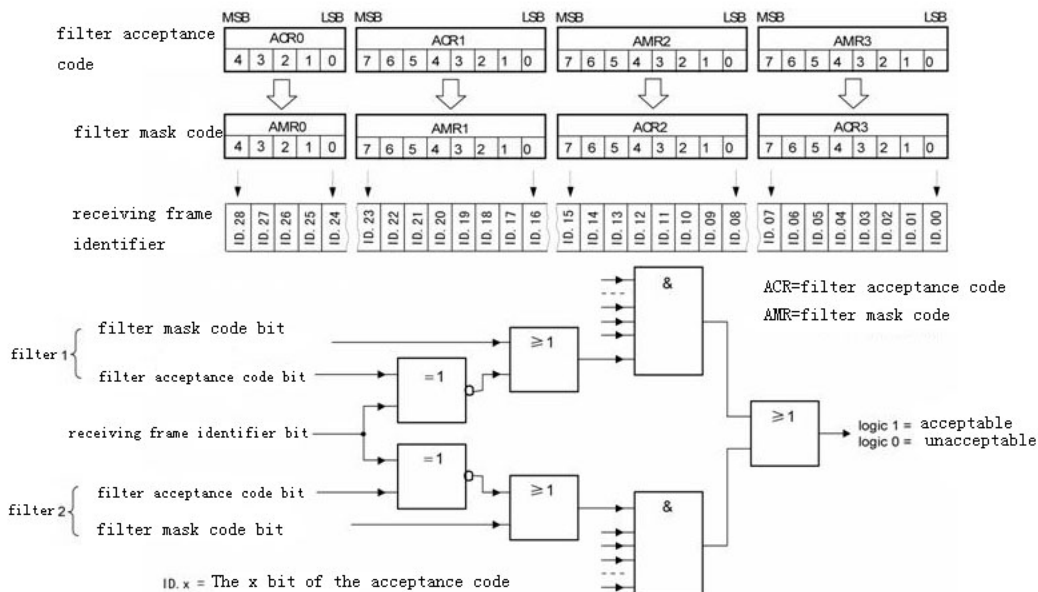 MSB LSB MSB LSB MSB LSB MSB LSB
filter acceptance code
ACR0 ACR1 AMR2 AMR3
4 3 2 1 0 7 6 5 4 3 2 1 0 7 6 5 4 3 2 1 0 7 6 5 4 3 2 1 0
filter mask code
AMR0 AMR1 ACR2 ACR3
4 3 2 1 0 7 6 5 4 3 2 1 0 7 6 5 4 3 2 1 0 7 6 5 4 3 2 1 0
receiving frame identifier
ID.28 ID.27 ID.26 ID.25 ID.24 ID.23 ID.22 ID.21 ID.20 ID.19 ID.18 ID.17 ID.16 ID.15 ID.14 ID.13 ID.12 ID.11 ID.10 ID.09 ID.08 ID.07 ID.06 ID.05 ID.04 ID.03 ID.02 ID.01 ID.00
ACR=filter acceptance code
AMR=filter mask code
&
filter 1
filter mask code bit
≥1
filter acceptance code bit
=1
receiving frame identifier bit
≥1
logic 1 = acceptable
logic 0 = unacceptable
=1
filter 2
filter acceptance code bit
≥1
&
filter mask code bit
ID.x = The x bit of the acceptance code